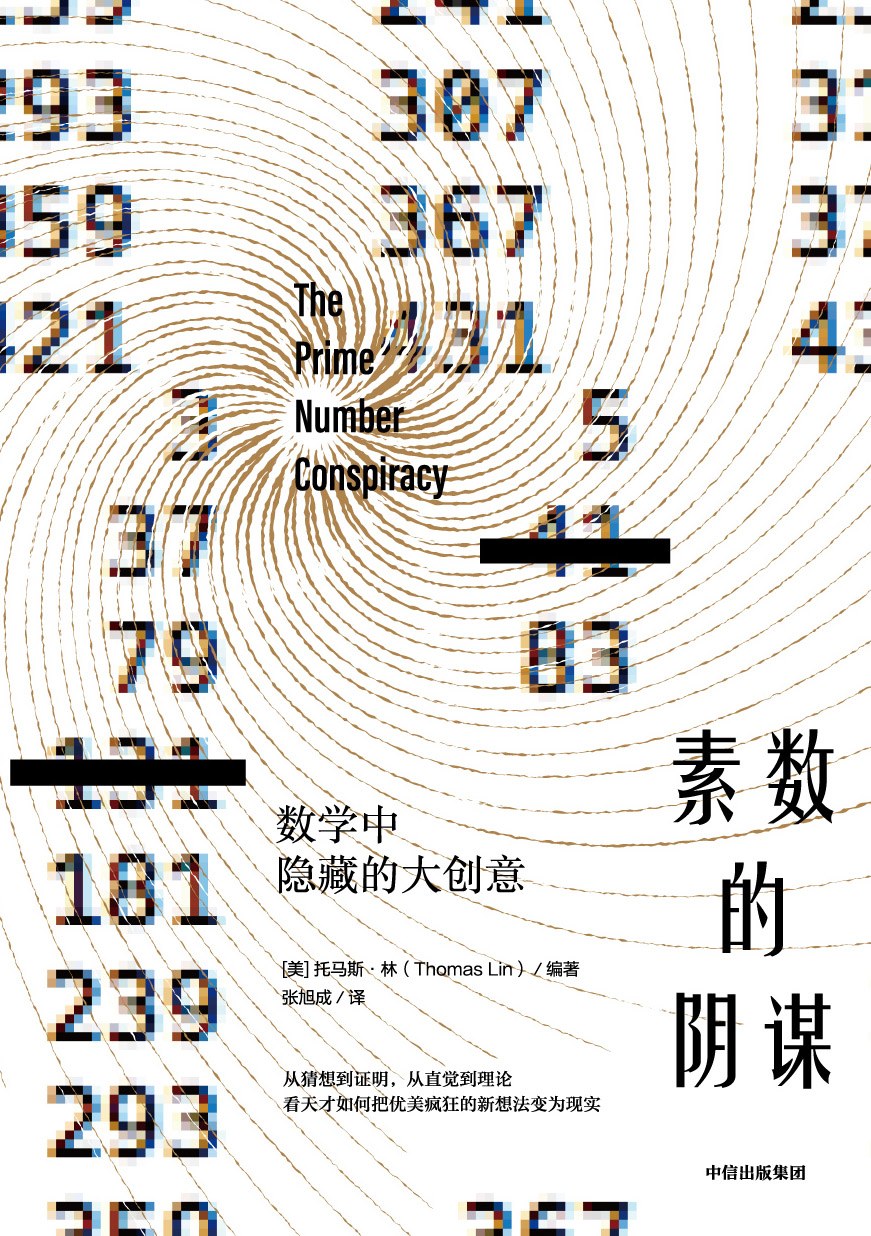 293
307
359
367
421
431
The
Prime
Number
Conspiracy
3
5
37
41
79
83
131
181
239
293
367
素数
的
阴谋
数学中
隐藏的大创意
[美] 托马斯·林（Thomas Lin）/ 编著
张旭成 / 译
从猜想到证明，从直觉到理论
看天才如何把优美疯狂的新想法变为现实
中信出版集团